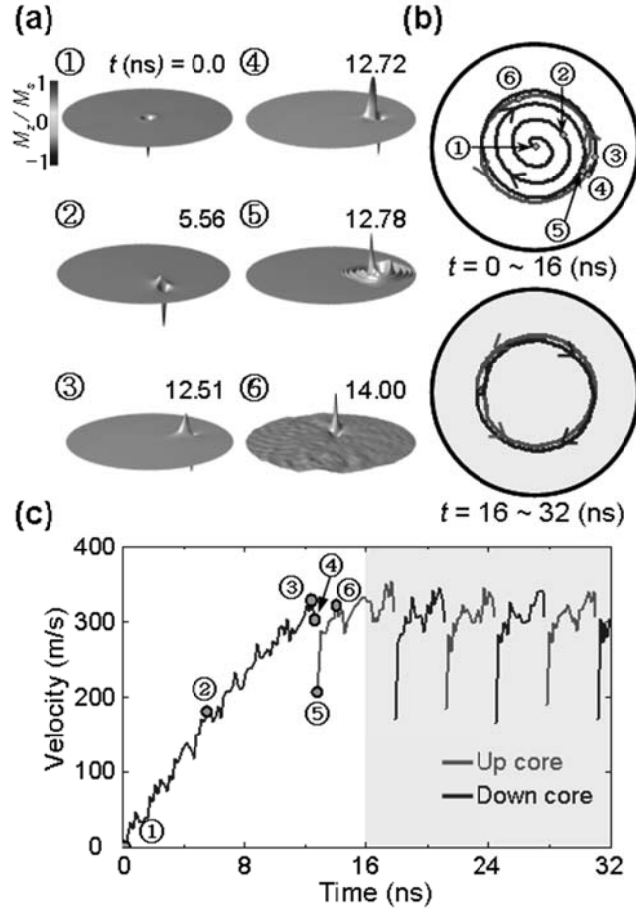 (a)
① t (ns) = 0.0
④ 12.72
1
0
−1
Mz / Ms
② 5.56
⑤ 12.78
③ 12.51
⑥ 14.00
(b)
⑥ ②
①
③
④
⑤
t = 0 ~ 16 (ns)
t = 16 ~ 32 (ns)
(c)
Velocity (m/s)
400
300
200
100
0
① ② ③ ④ ⑤ ⑥
Up core
Down core
0 8 16 24 32
Time (ns)